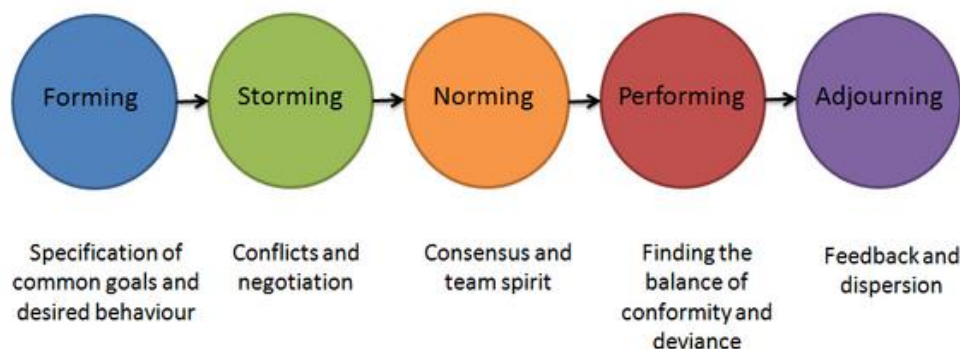 Forming
Storming
Norming
Performing
Adjourning
Specification of
common goals and
desired behaviour
Conflicts and
negotiation
Consensus and
team spirit
Finding the
balance of
conformity and
deviance
Feedback and
dispersion